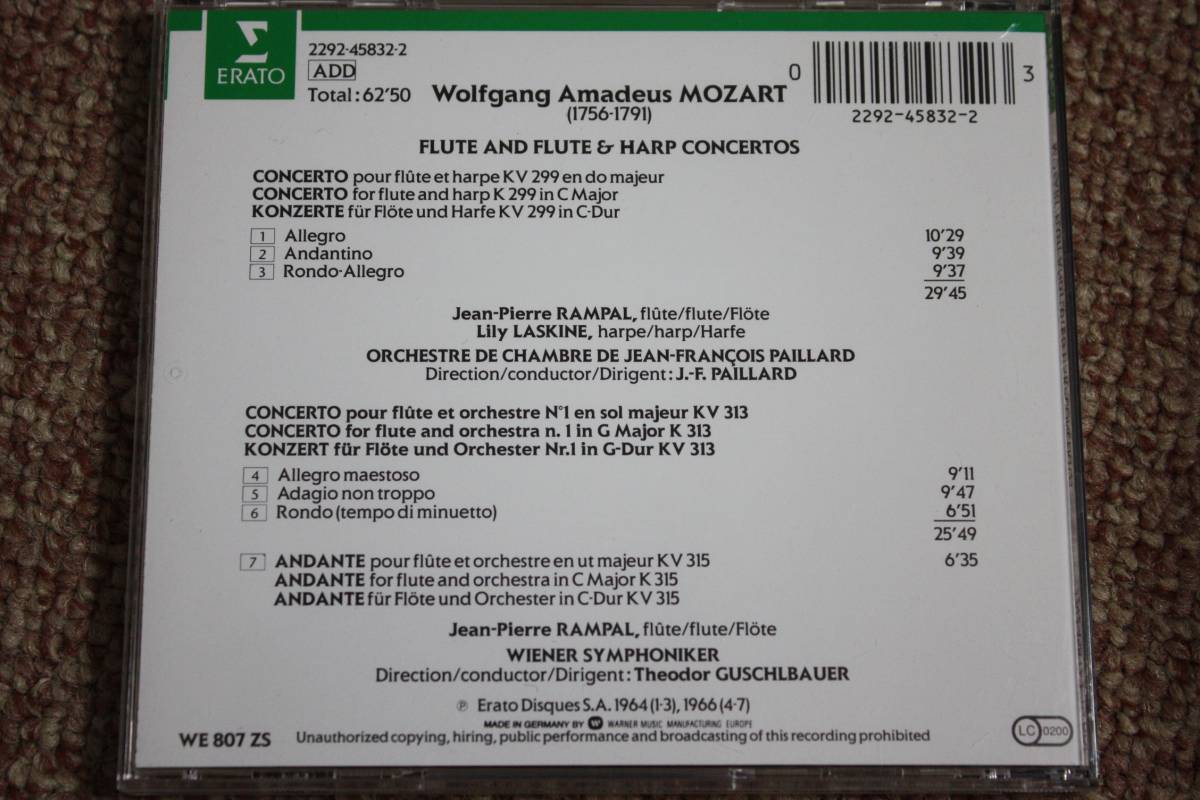 ERATO
2292-45832-2
ADD
Total: 62'50
Wolfgang Amadeus MOZART
(1756-1791)
0 3
2292-45832-2
FLUTE AND FLUTE & HARP CONCERTOS
CONCERTO pour flûte et harpe KV 299 en do majeur
CONCERTO for flute and harp K 299 in C Major
KONZERTE für Flöte und Harfe KV 299 in C-Dur
1 Allegro 10'29
2 Andantino 9'39
3 Rondo-Allegro 9'37
29'45
Jean-Pierre RAMPAL, flûte/flute/Flöte
Lily LASKINE, harpe/harp/Harfe
ORCHESTRE DE CHAMBRE DE JEAN-FRANÇOIS PAILLARD
Direction/conductor/Dirigent: J.-F. PAILLARD
CONCERTO pour flûte et orchestre N°1 en sol majeur KV 313
CONCERTO for flute and orchestra n. 1 in G Major K 313
KONZERT für Flöte und Orchester Nr.1 in G-Dur KV 313
4 Allegro maestoso 9'11
5 Adagio non troppo 9'47
6 Rondo (tempo di minuetto) 6'51
25'49
7 ANDANTE pour flûte et orchestre en ut majeur KV 315 6'35
ANDANTE for flute and orchestra in C Major K 315
ANDANTE für Flöte und Orchester in C-Dur KV 315
Jean-Pierre RAMPAL, flûte/flute/Flöte
WIENER SYMPHONIKER
Direction/conductor/Dirigent: Theodor GUSCHLBAUER
℗ Erato Disques S.A. 1964 (1-3), 1966 (4-7)
MADE IN GERMANY BY WARNER MUSIC MANUFACTURING EUROPE
WE 807 ZS
Unauthorized copying, hiring, public performance and broadcasting of this recording prohibited
LC 0200